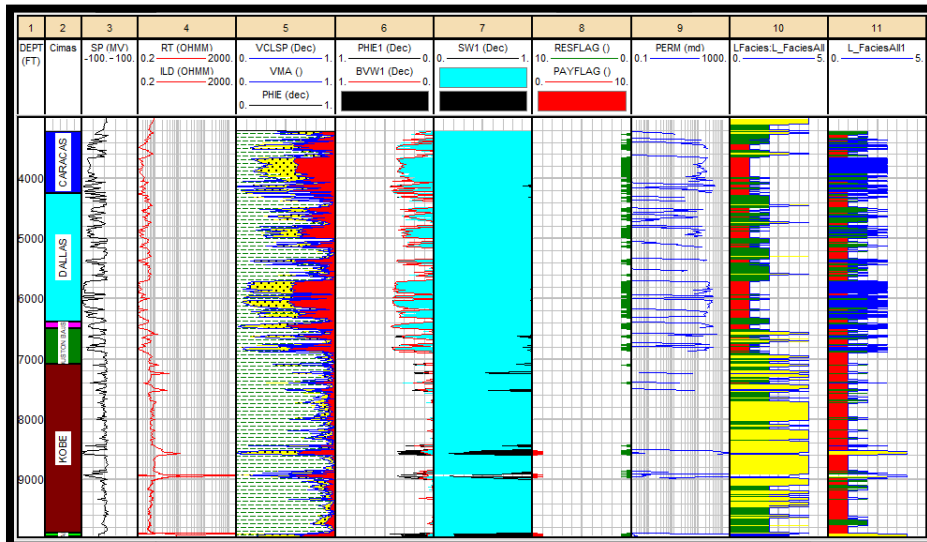 1 2 3 4 5 6 7 8 9 10 11
DEPT Cimas SP (MV) RT (OHMM) VCLSP (Dec) PHIE1 (Dec) SW1 (Dec) RESFLAG () PERM (md) LFacies:L_FaciesAll L_FaciesAll1
(FT) -100. -100. 0.2 2000. 0. 1. 1. 0. 1. 0. 10. 0. 0.1 1000. 0. 5. 0. 5.
ILD (OHMM) VMA () BVW1 (Dec) PAYFLAG ()
0.2 2000. 0. 1. 1. 0. 0. 10.
PHIE (dec)
0. 1.
CARACAS
4000
DALLAS
5000
6000
7000
KOBE
8000
9000